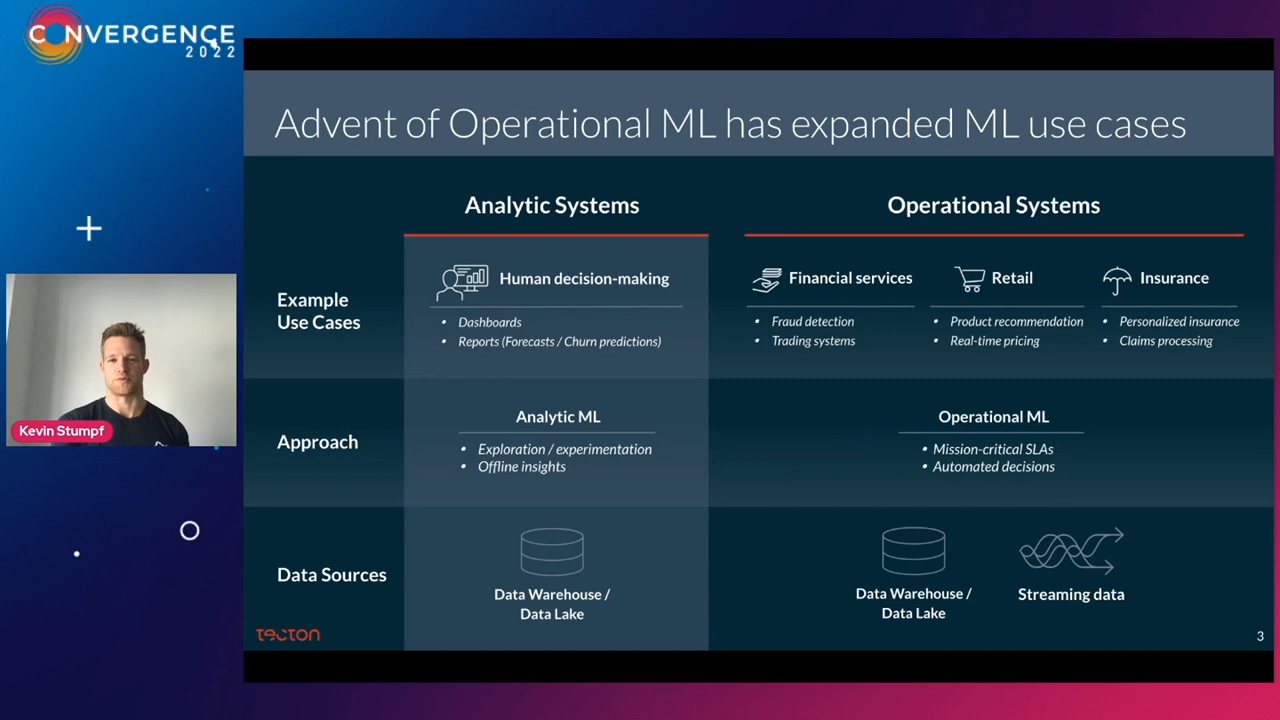 CONVERGENCE
2022
Advent of Operational ML has expanded ML use cases
Analytic Systems
Operational Systems
Example
Use Cases
Human decision-making
• Dashboards
• Reports (Forecasts / Churn predictions)
Financial services
• Fraud detection
• Trading systems
Retail
• Product recommendation
• Real-time pricing
Insurance
• Personalized insurance
• Claims processing
Kevin Stumpf
Approach
Analytic ML
• Exploration / experimentation
• Offline insights
Operational ML
• Mission-critical SLAs
• Automated decisions
Data Sources
Data Warehouse /
Data Lake
Data Warehouse /
Data Lake
Streaming data
tecton
3